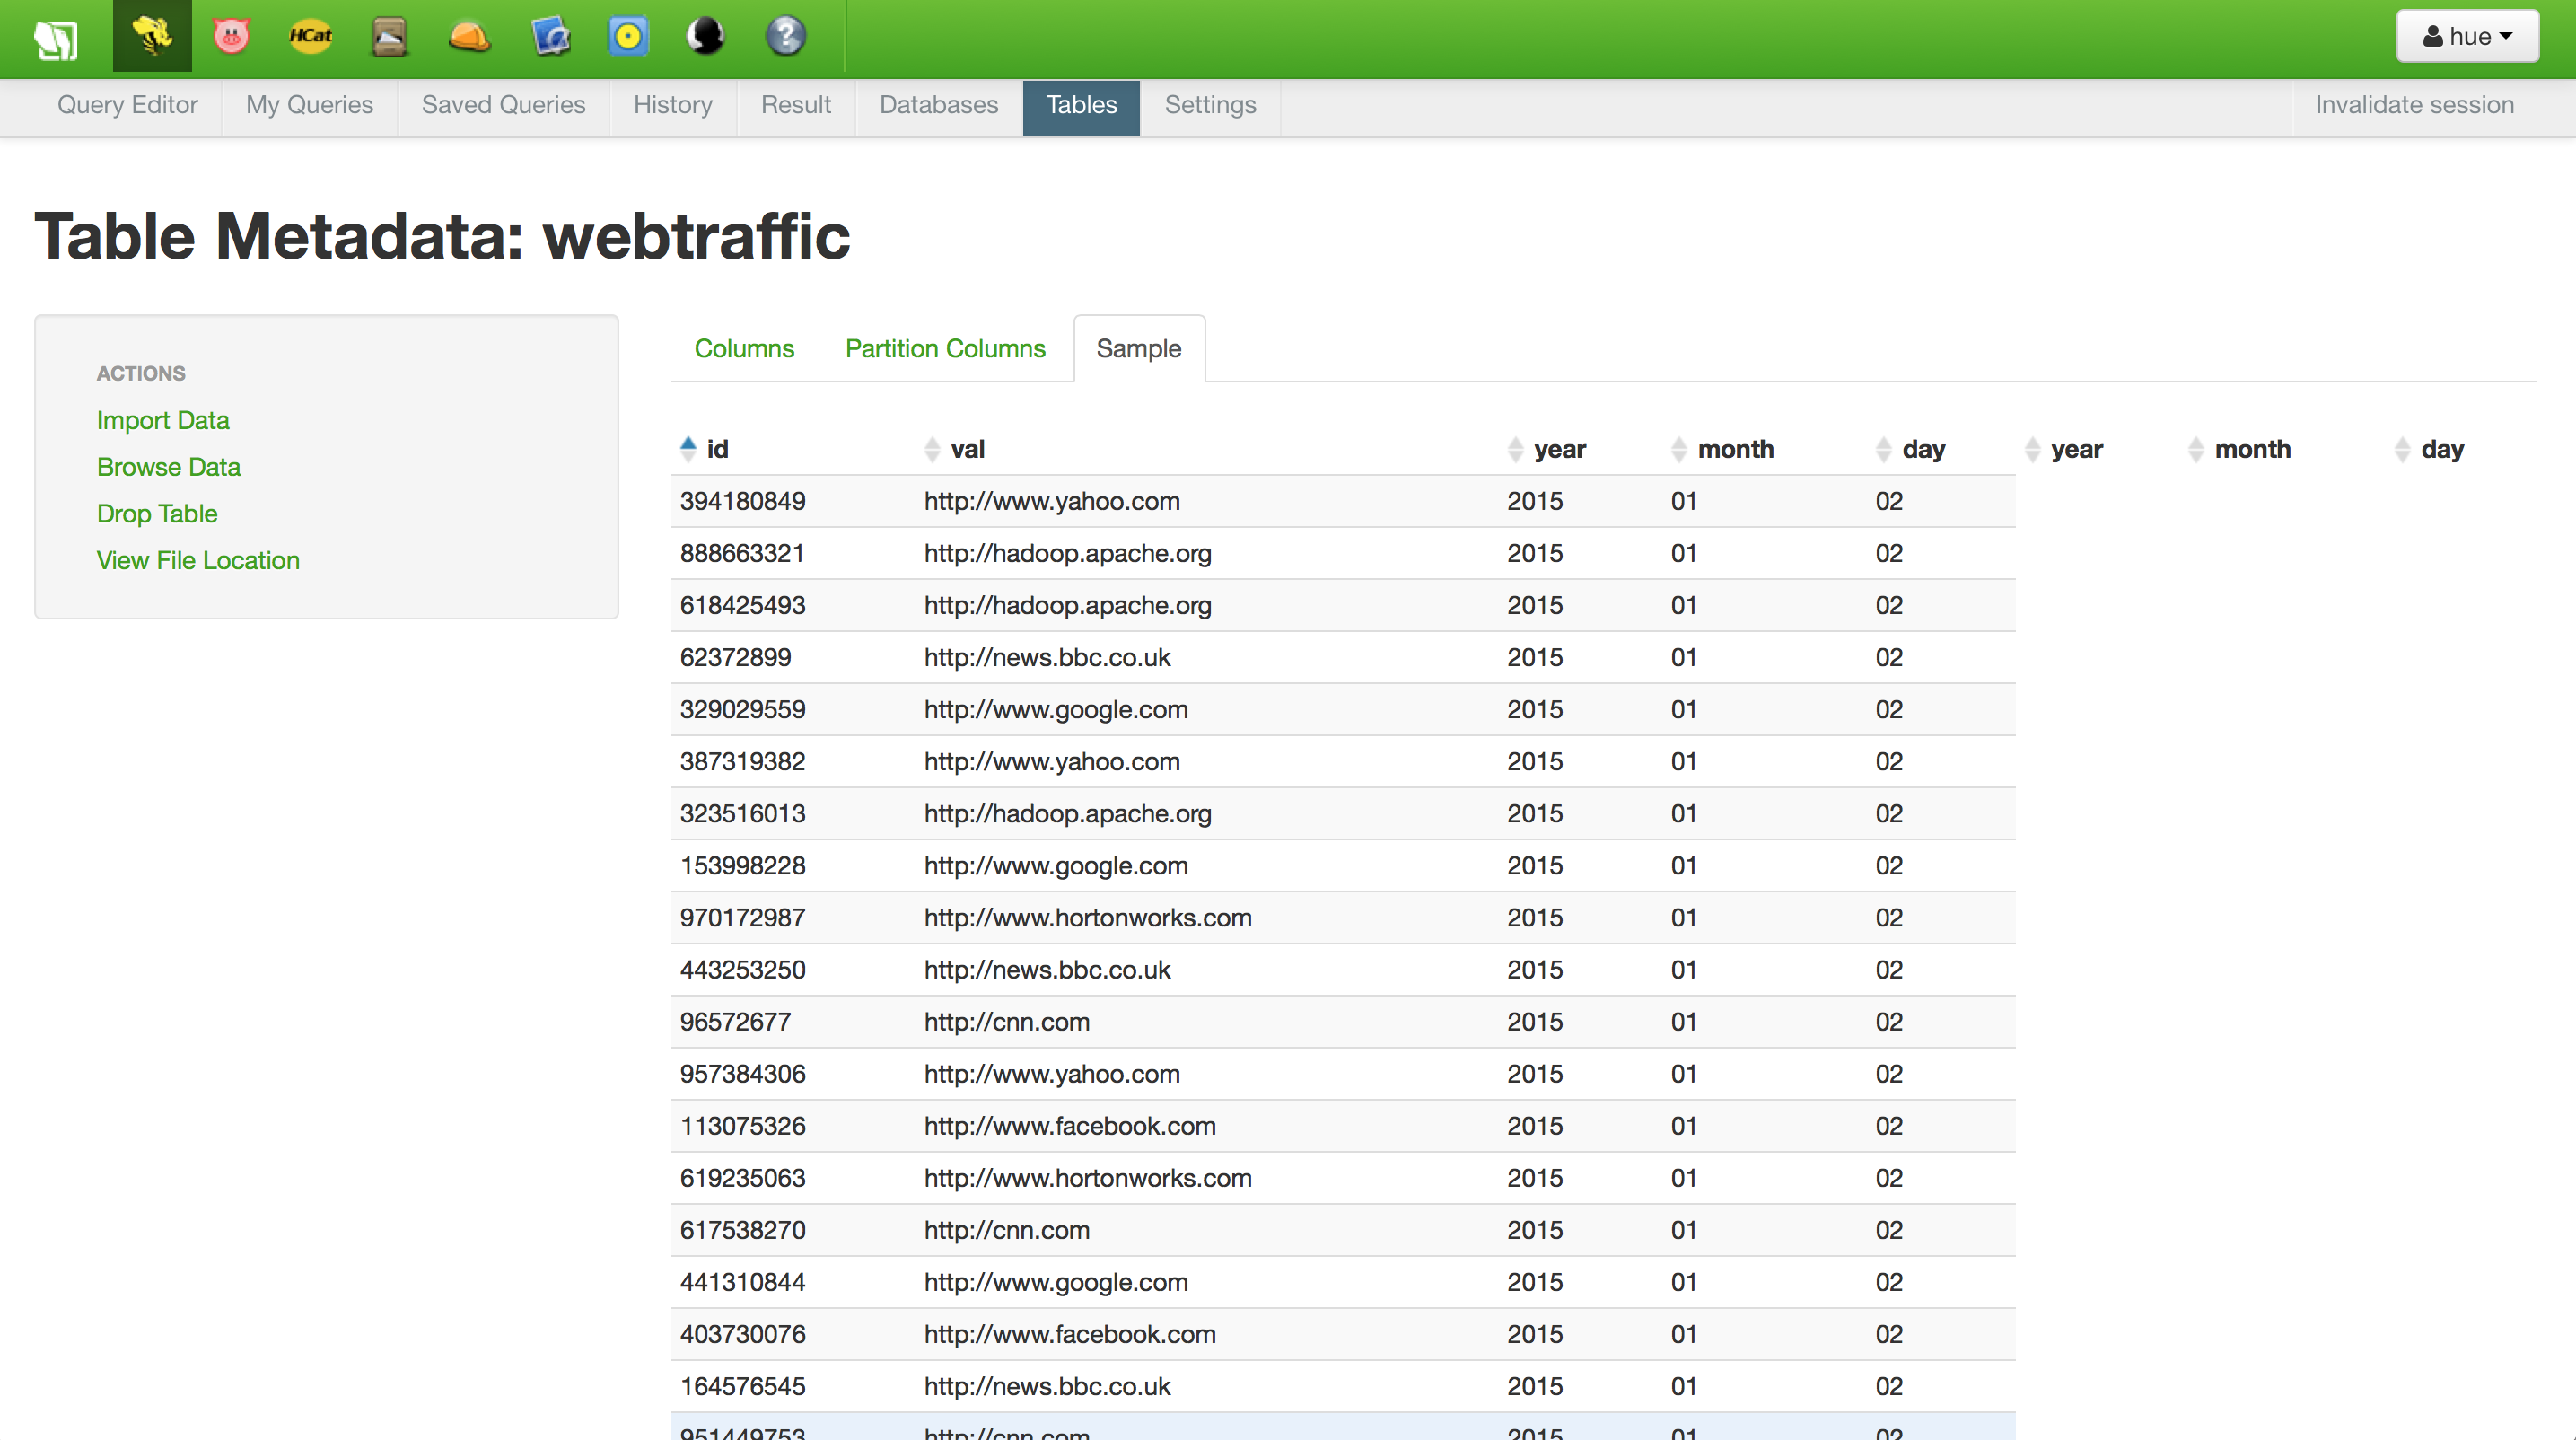 HCat
?
hue
Query Editor My Queries Saved Queries History Result Databases Tables Settings Invalidate session
Table Metadata: webtraffic
ACTIONS
Import Data
Browse Data
Drop Table
View File Location
Columns Partition Columns Sample
id val year month day year month day
394180849 http://www.yahoo.com 2015 01 02
888663321 http://hadoop.apache.org 2015 01 02
618425493 http://hadoop.apache.org 2015 01 02
62372899 http://news.bbc.co.uk 2015 01 02
329029559 http://www.google.com 2015 01 02
387319382 http://www.yahoo.com 2015 01 02
323516013 http://hadoop.apache.org 2015 01 02
153998228 http://www.google.com 2015 01 02
970172987 http://www.hortonworks.com 2015 01 02
443253250 http://news.bbc.co.uk 2015 01 02
96572677 http://cnn.com 2015 01 02
957384306 http://www.yahoo.com 2015 01 02
113075326 http://www.facebook.com 2015 01 02
619235063 http://www.hortonworks.com 2015 01 02
617538270 http://cnn.com 2015 01 02
441310844 http://www.google.com 2015 01 02
403730076 http://www.facebook.com 2015 01 02
164576545 http://news.bbc.co.uk 2015 01 02
951449753 http://cnn.com 2015 01 02